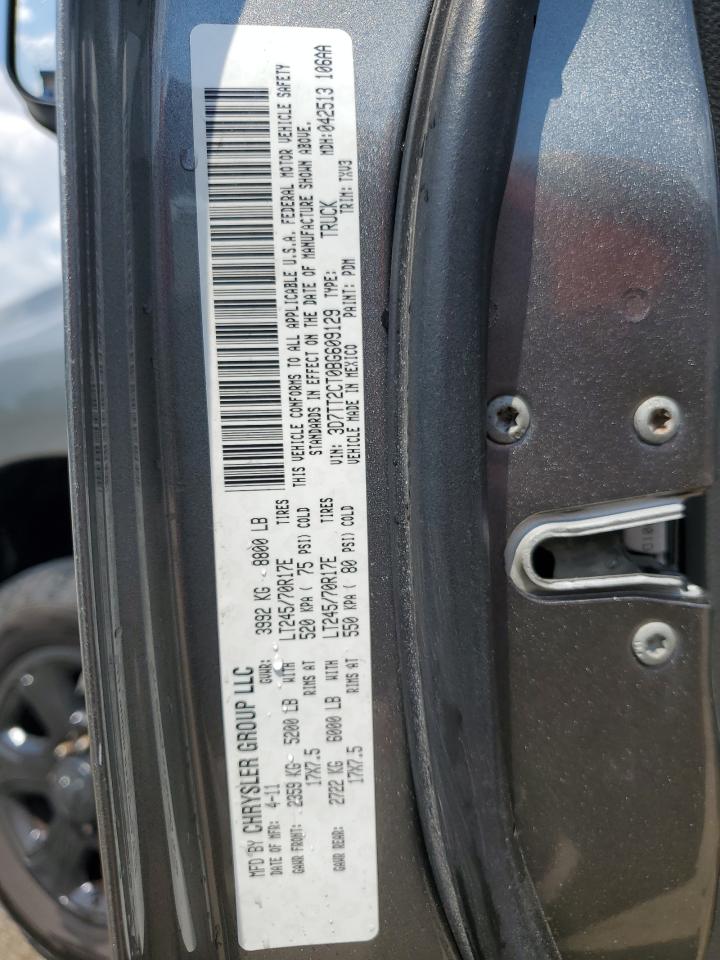 MFD BY CHRYSLER GROUP LLC
DATE OF MFR: 4-11 GVWR: 3992 KG 8800 LB
GAWR FRONT: 2359 KG 5200 LB WITH LT245/70R17E TIRES
17X7.5 RIMS AT 520 KPA ( 75 PSI) COLD
GAWR REAR: 2722 KG 6000 LB WITH LT245/70R17E TIRES
17X7.5 RIMS AT 550 KPA ( 80 PSI) COLD
THIS VEHICLE CONFORMS TO ALL APPLICABLE U.S.A. FEDERAL MOTOR VEHICLE SAFETY
STANDARDS IN EFFECT ON THE DATE OF MANUFACTURE SHOWN ABOVE.
VIN: 3D7TT2CT0BG609129 TYPE: TRUCK MDH: 042513 106AA
VEHICLE MADE IN MEXICO PAINT: PDM TRIM: TXV3